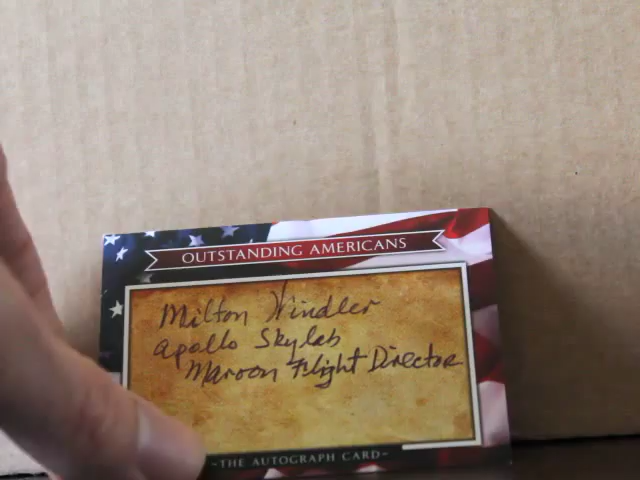 OUTSTANDING AMERICANS
Milton Windler
Apollo Skylab
Maroon Flight Director
~THE AUTOGRAPH CARD~